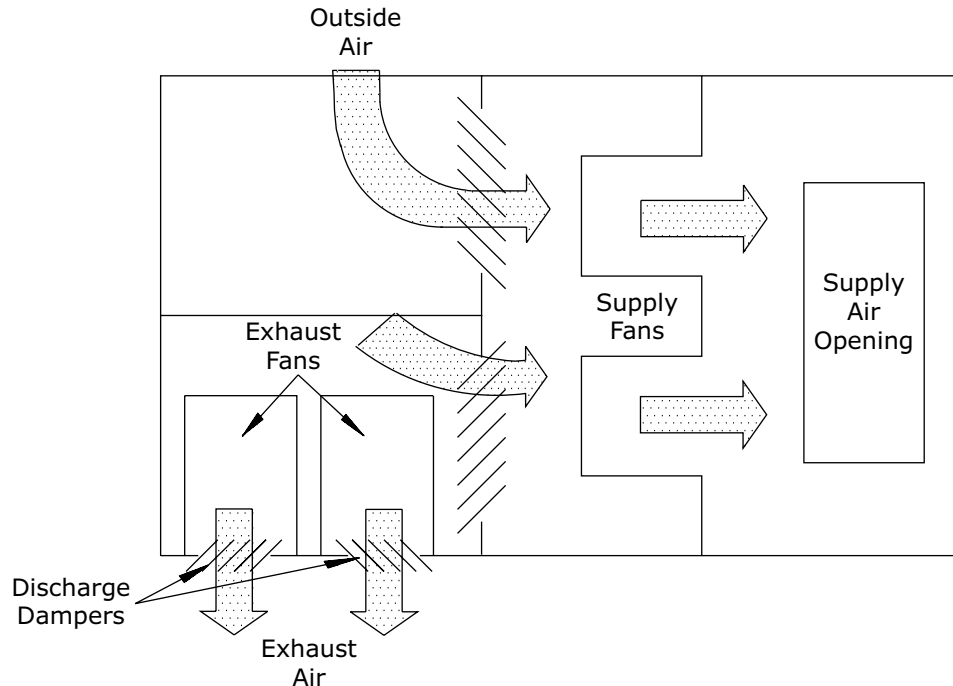 Outside
Air
Supply
Fans
Supply
Air
Opening
Exhaust
Fans
Discharge
Dampers
Exhaust
Air